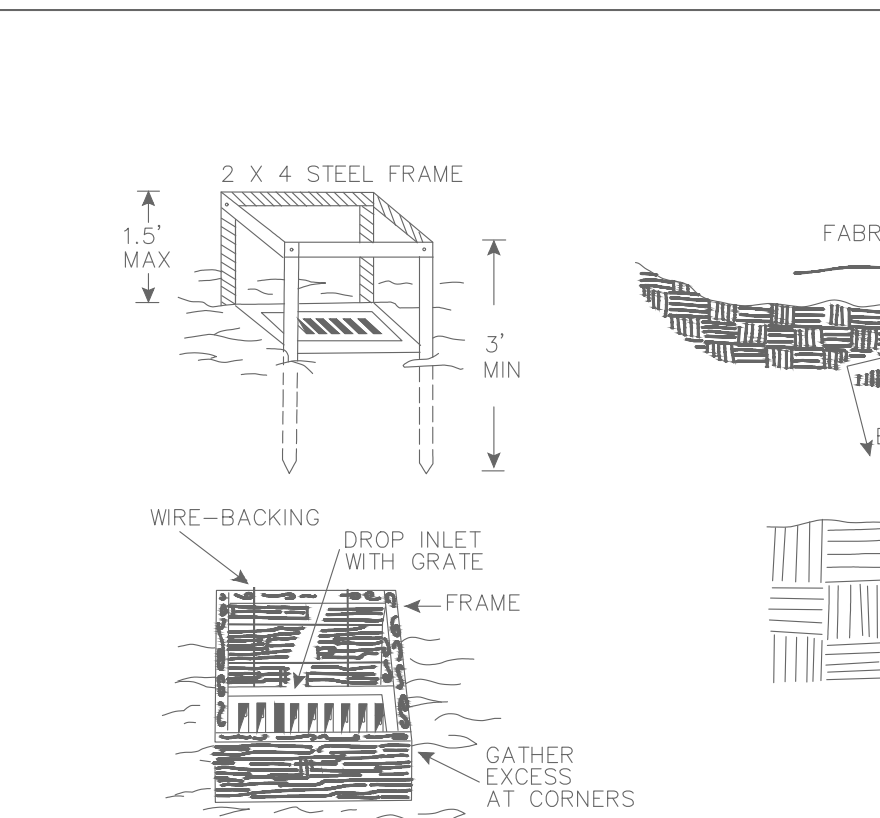 2 X 4 STEEL FRAME
1.5'
MAX
3'
MIN
WIRE–BACKING
DROP INLET
WITH GRATE
FRAME
GATHER
EXCESS
AT CORNERS